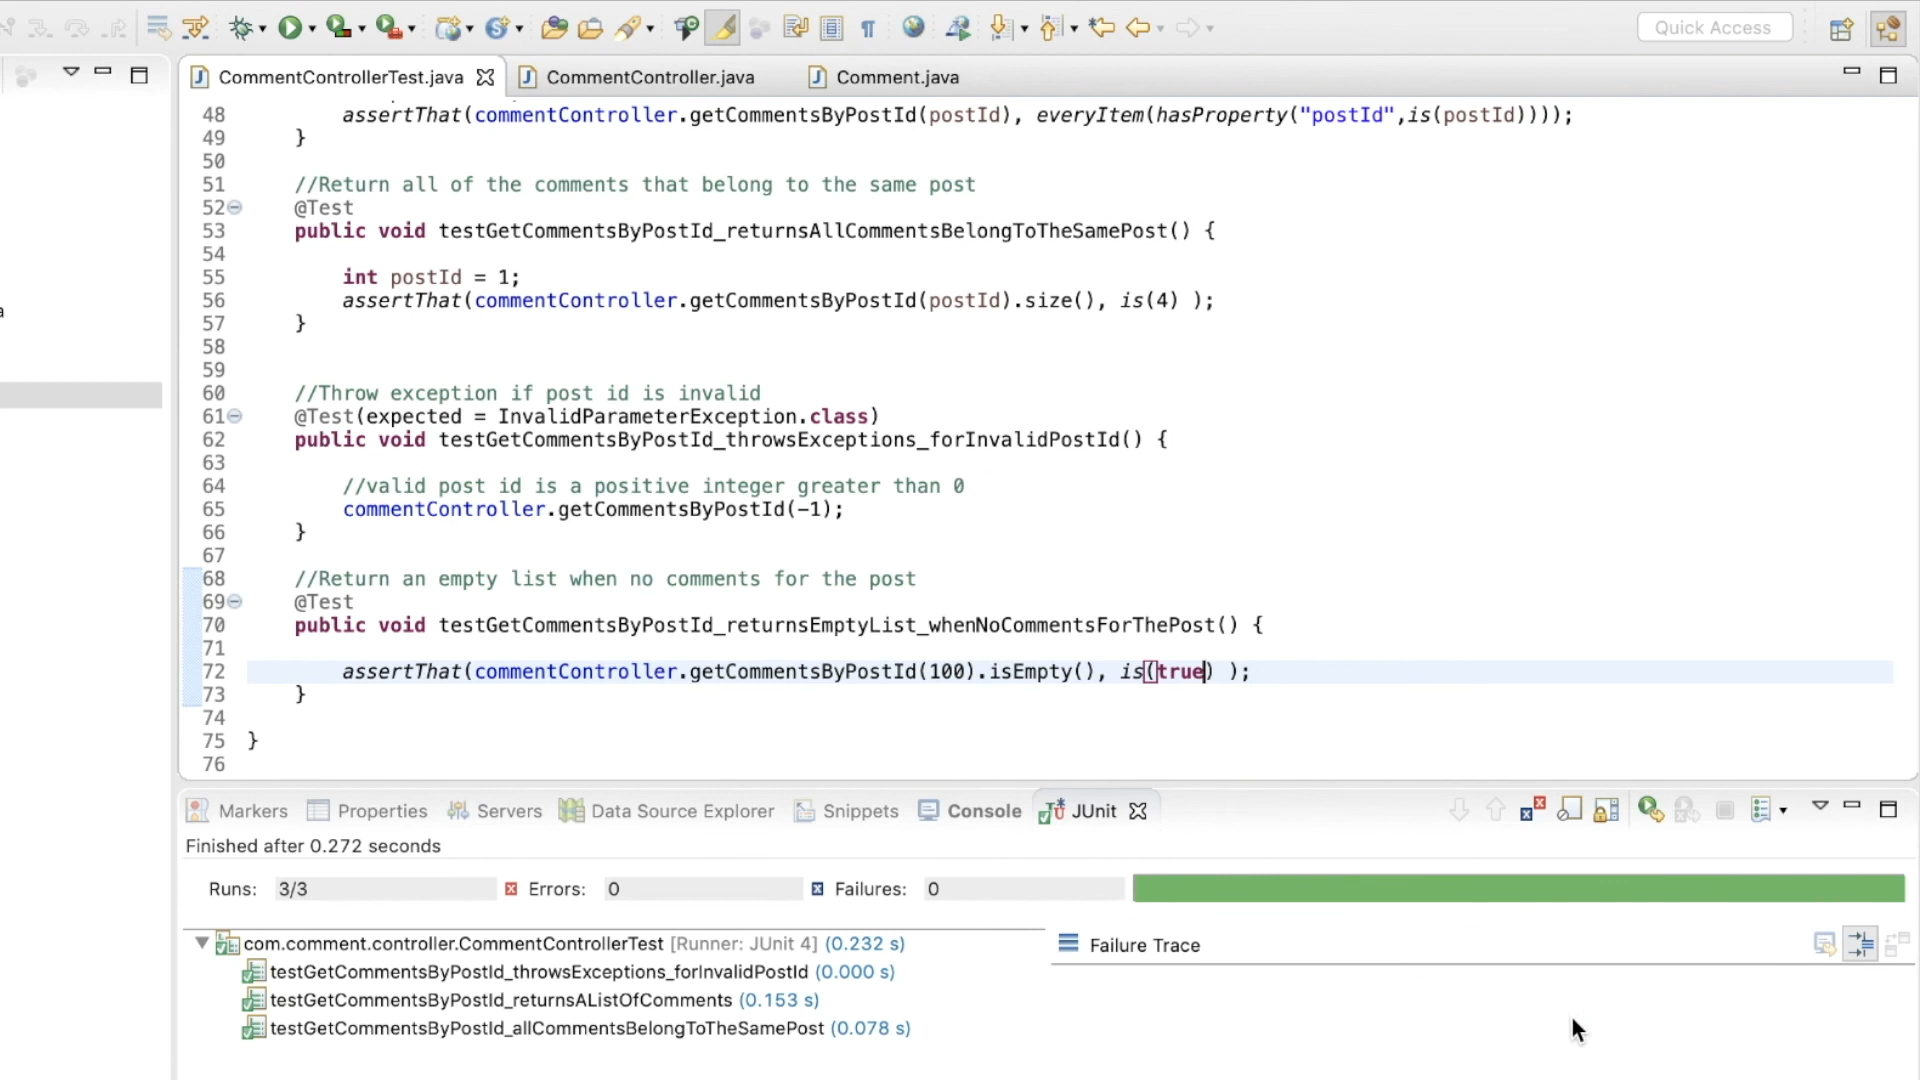 Quick Access
CommentControllerTest.java CommentController.java Comment.java
48 assertThat(commentController.getCommentsByPostId(postId), everyItem(hasProperty("postId",is(postId))));
49 }
50
51 //Return all of the comments that belong to the same post
52 @Test
53 public void testGetCommentsByPostId_returnsAllCommentsBelongToTheSamePost() {
54
55 int postId = 1;
56 assertThat(commentController.getCommentsByPostId(postId).size(), is(4) );
57 }
58
59
60 //Throw exception if post id is invalid
61 @Test(expected = InvalidParameterException.class)
62 public void testGetCommentsByPostId_throwsExceptions_forInvalidPostId() {
63
64 //valid post id is a positive integer greater than 0
65 commentController.getCommentsByPostId(-1);
66 }
67
68 //Return an empty list when no comments for the post
69 @Test
70 public void testGetCommentsByPostId_returnsEmptyList_whenNoCommentsForThePost() {
71
72 assertThat(commentController.getCommentsByPostId(100).isEmpty(), is(true) );
73 }
74
75 }
76
Markers Properties Servers Data Source Explorer Snippets Console JUnit
Finished after 0.272 seconds
Runs: 3/3 Errors: 0 Failures: 0
com.comment.controller.CommentControllerTest [Runner: JUnit 4] (0.232 s)
Failure Trace
testGetCommentsByPostId_throwsExceptions_forInvalidPostId (0.000 s)
testGetCommentsByPostId_returnsAListOfComments (0.153 s)
testGetCommentsByPostId_allCommentsBelongToTheSamePost (0.078 s)